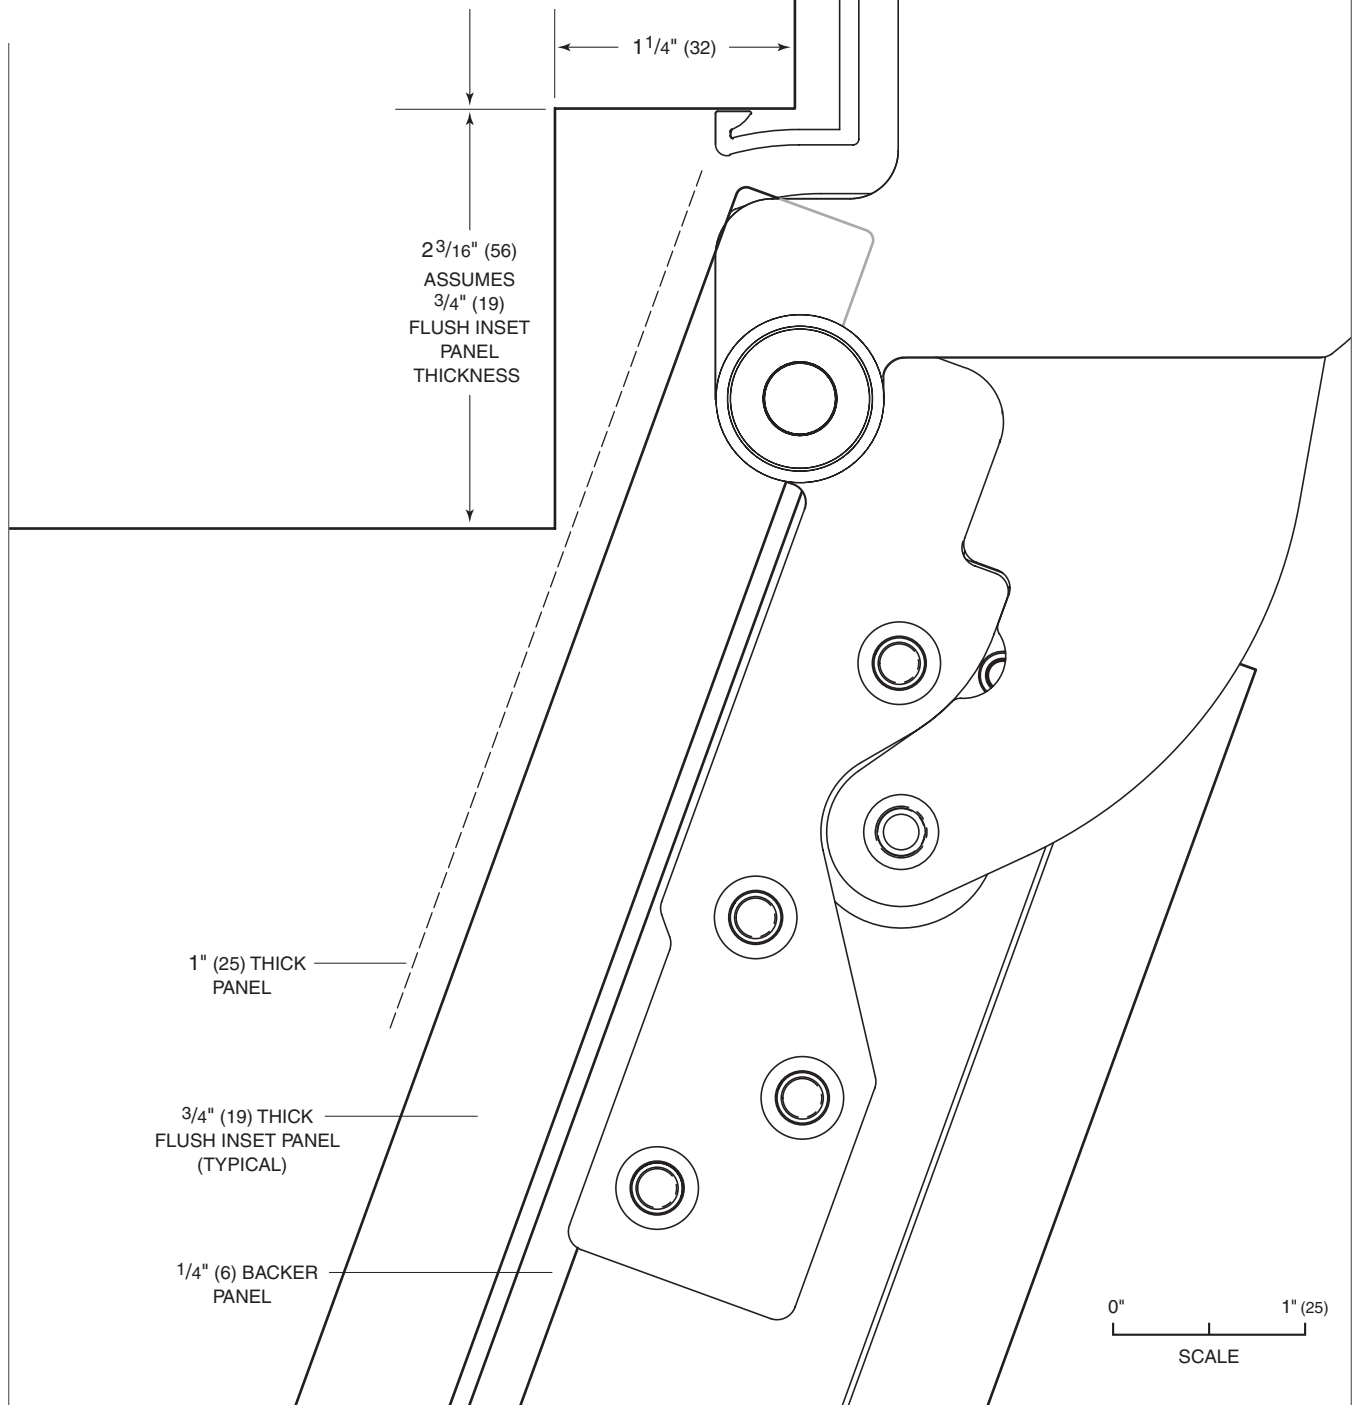 1 1/4" (32)
2 3/16" (56)
ASSUMES
3/4" (19)
FLUSH INSET
PANEL
THICKNESS
1" (25) THICK
PANEL
3/4" (19) THICK
FLUSH INSET PANEL
(TYPICAL)
1/4" (6) BACKER
PANEL
0" 1" (25)
SCALE